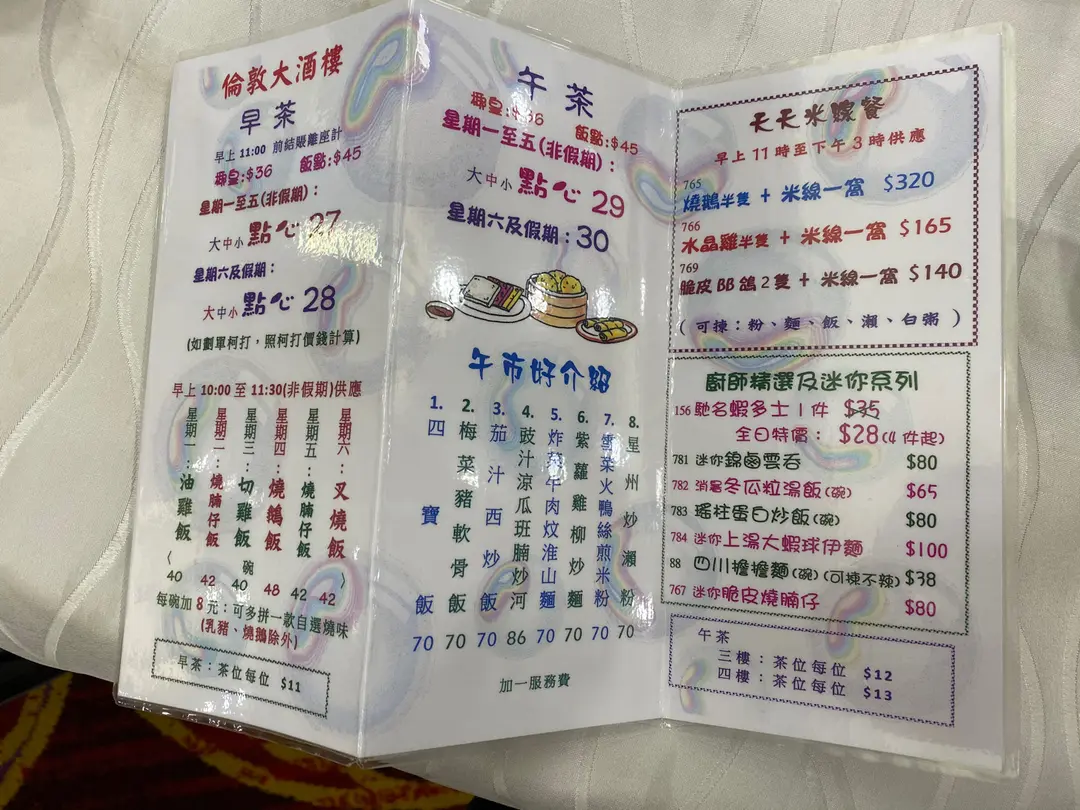 倫敦大酒樓
早茶
早上 11:00 前結賬離座計
$36 飯點:$45
星期一至五(非假期):
大中小 點心 27
星期六及假期:
大中小 點心 28
(如劃單柯打,照柯打價錢計算)
早上 10:00 至 11:30(非假期)供應
星期一:油雞飯
星期二:燒腩仔飯
星期三:切雞飯
星期四:燒鵝飯
星期五:燒腩仔飯
星期六:叉燒飯
〈 碗 〉
40 42 40 48 42 42
每碗加 8 元:可多拼一款自選燒味
(乳豬、燒鵝除外)
早茶:茶位每位 $11
午茶
$36 飯點:$45
星期一至五(非假期):
大中小 點心 29
星期六及假期:30
午市好介紹
1. 四寶飯 70
2. 梅菜豬軟骨飯 70
3. 茄汁西炒飯 70
4. 豉汁涼瓜班腩炒河 86
5. 炸菜牛肉炆淮山麵 70
6. 紫蘿雞柳炒麵 70
7. 雪菜火鴨絲煎米粉 70
8. 星州炒瀨粉 70
加一服務費
天天米線餐
早上 11 時至下午 3 時供應
765
燒鵝半隻 + 米線一窩 $320
766
水晶雞半隻 + 米線一窩 $165
769
脆皮BB鴿2隻 + 米線一窩 $140
(可揀:粉、麵、飯、瀨、白粥)
廚師精選及迷你系列
156 馳名蝦多士1件 $35
全日特價: $28(4件起)
781 迷你錦鹵雲吞 $80
782 消暑冬瓜粒湯飯(碗) $65
783 瑤柱蛋白炒飯(碗) $80
784 迷你上湯大蝦球伊麵 $100
88 四川擔擔麵(碗)(可揀不辣) $38
767 迷你脆皮燒腩仔 $80
午茶
三樓:茶位每位 $12
四樓:茶位每位 $13